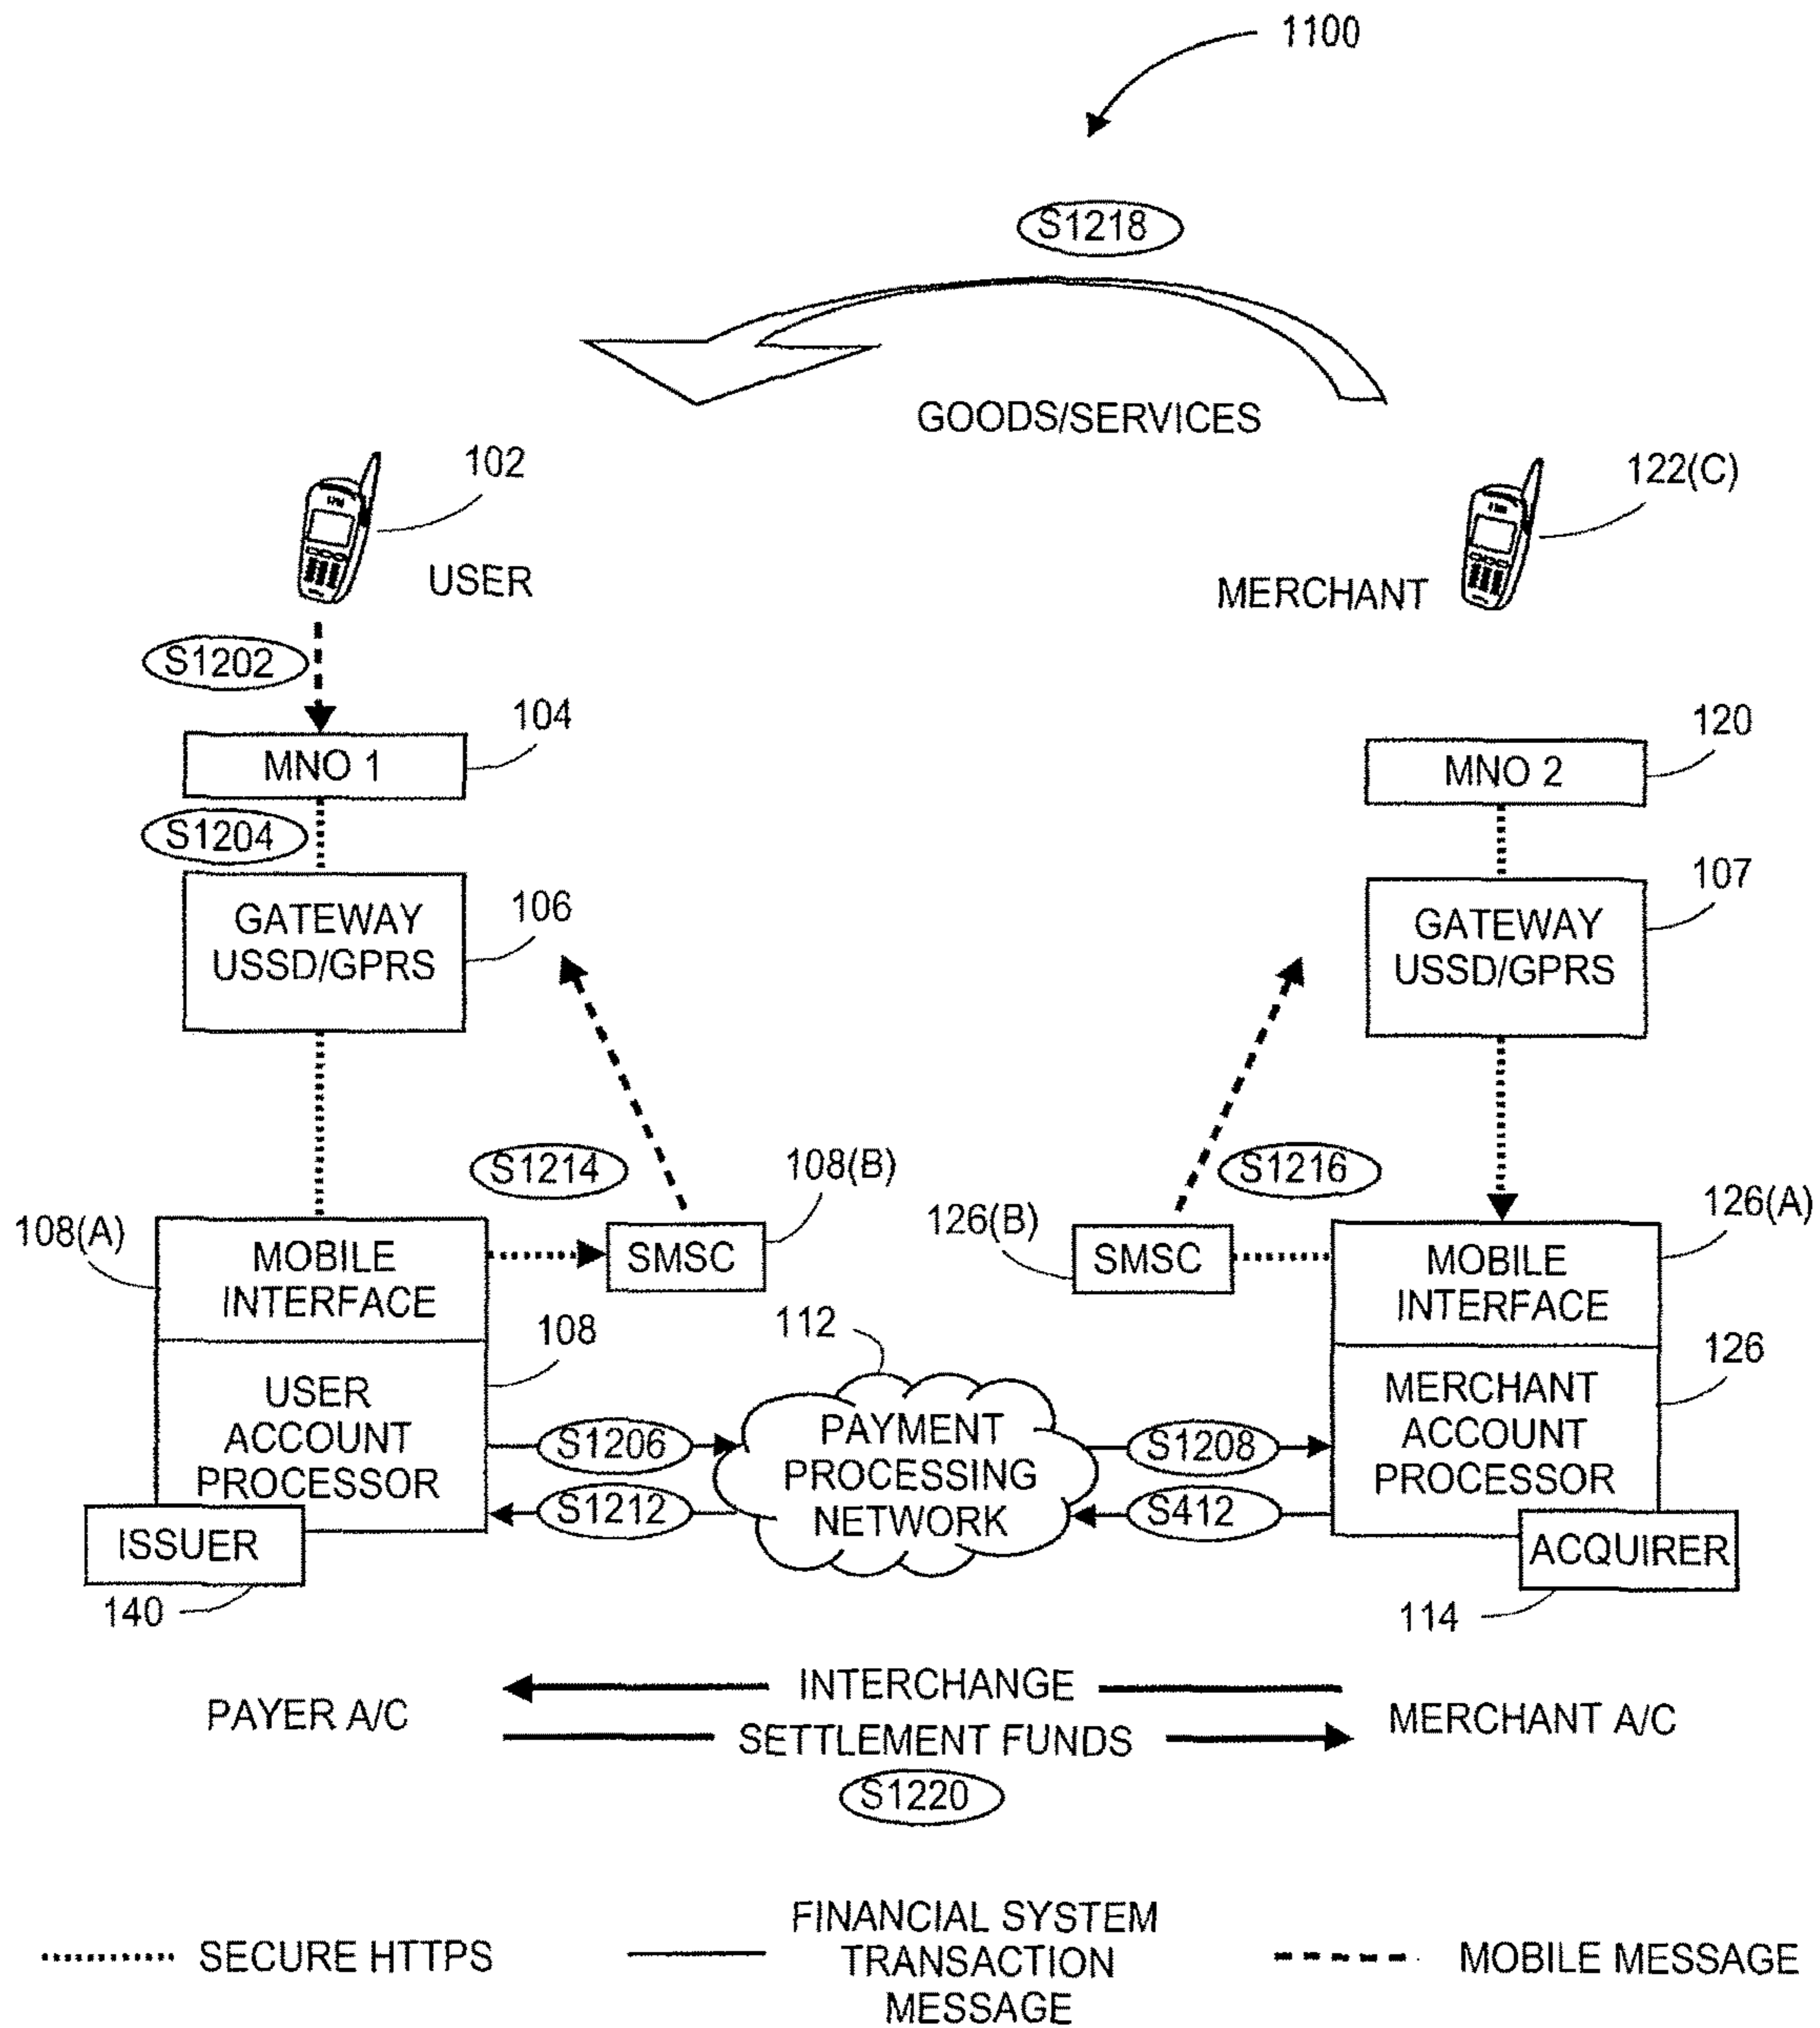 1100
S1218
GOODS/SERVICES
102
USER
122(C)
MERCHANT
S1202
104
MNO 1
120
MNO 2
S1204
106
GATEWAY
USSD/GPRS
107
GATEWAY
USSD/GPRS
S1214
108(B)
S1216
126(B)
108(A)
MOBILE
INTERFACE
SMSC
SMSC
126(A)
MOBILE
INTERFACE
108
USER
ACCOUNT
PROCESSOR
112
PAYMENT
PROCESSING
NETWORK
126
MERCHANT
ACCOUNT
PROCESSOR
S1206
S1208
S1212
S412
ISSUER
140
ACQUIRER
114
PAYER A/C
INTERCHANGE
SETTLEMENT FUNDS
MERCHANT A/C
S1220
SECURE HTTPS
FINANCIAL SYSTEM
TRANSACTION
MESSAGE
MOBILE MESSAGE